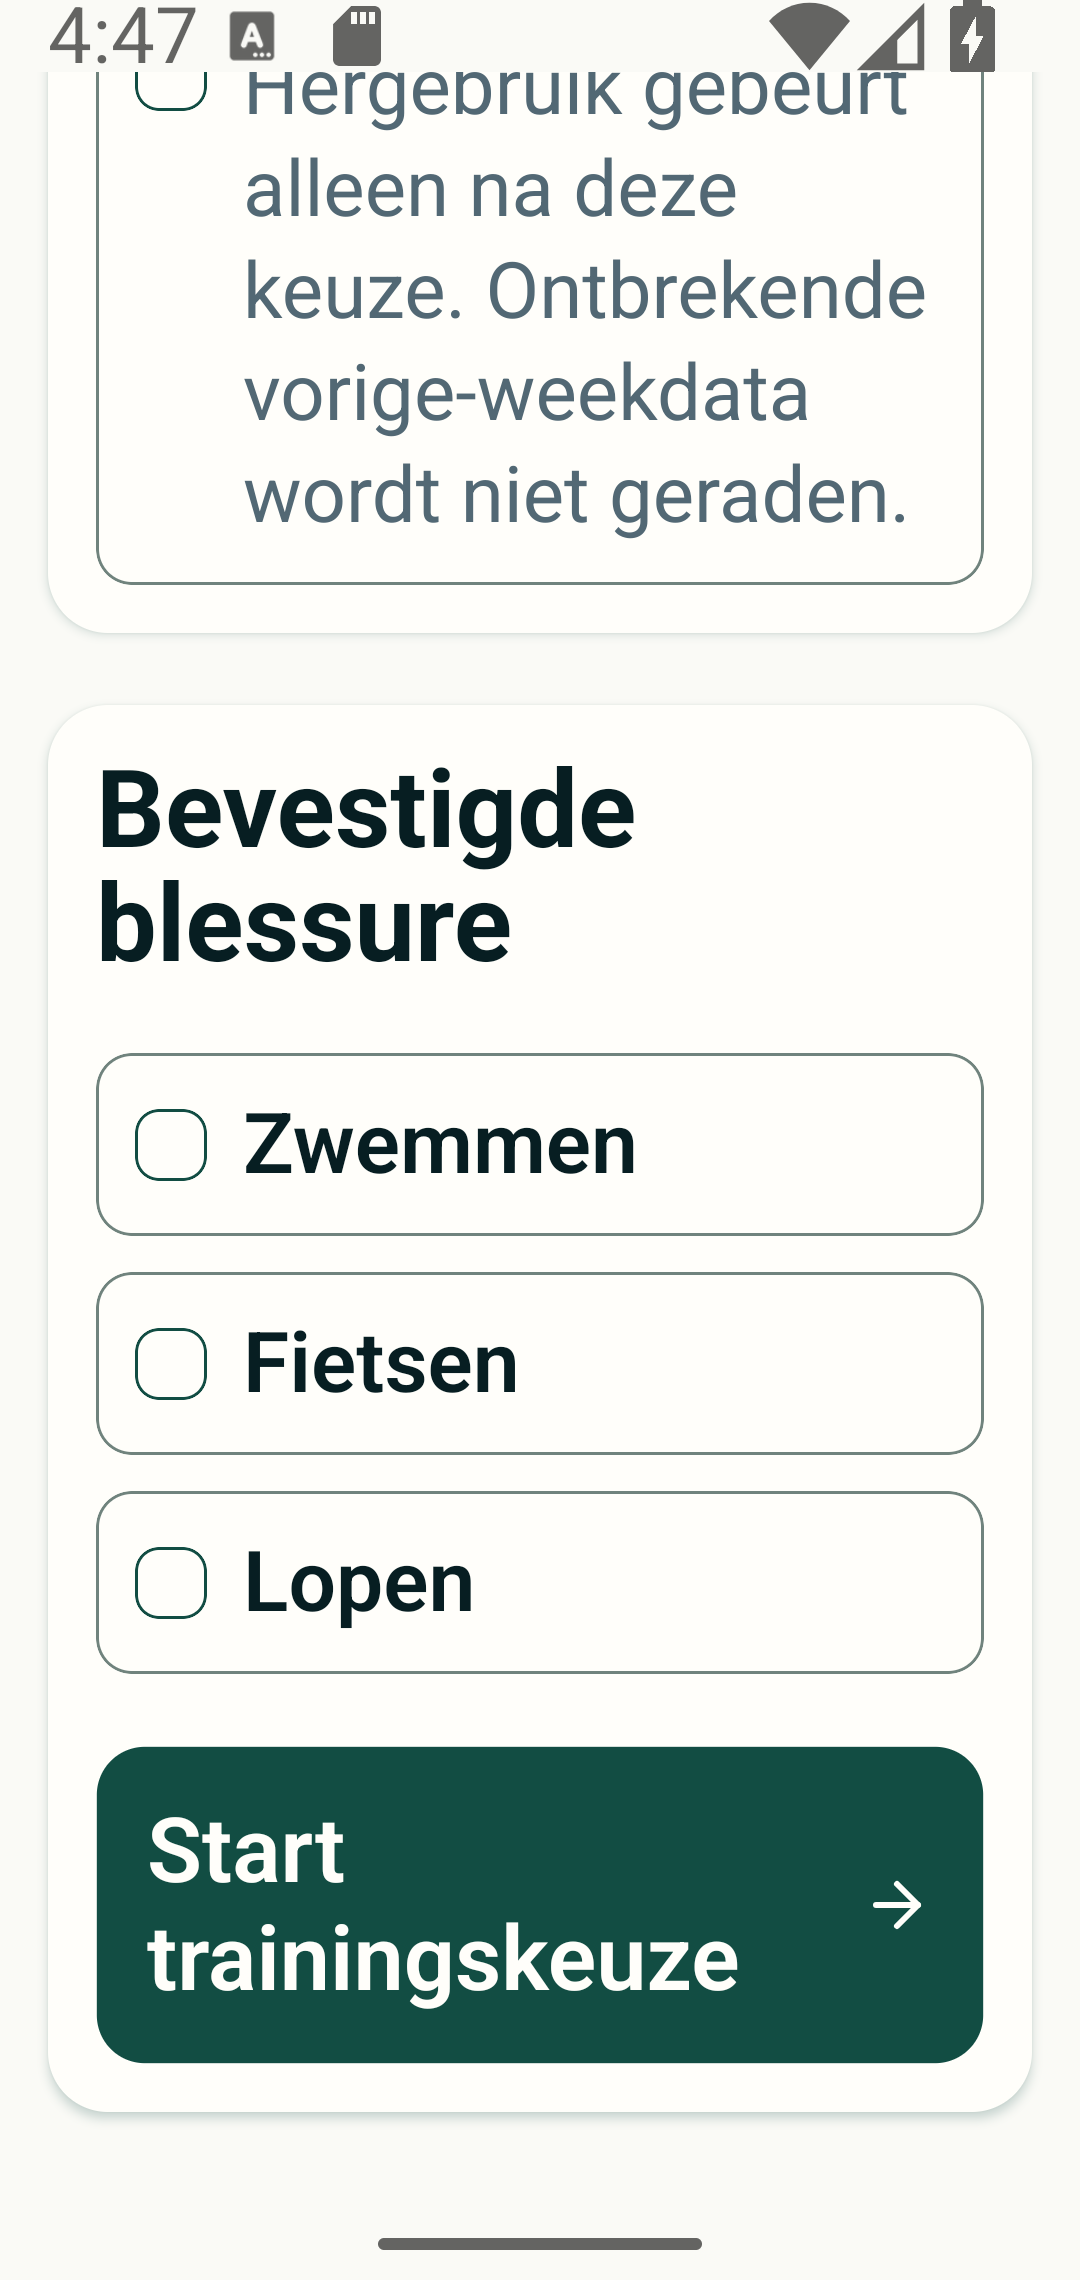 4:47
Hergebruik gebeurt
alleen na deze
keuze. Ontbrekende
vorige-weekdata
wordt niet geraden.
Bevestigde
blessure
Zwemmen
Fietsen
Lopen
Start
trainingskeuze